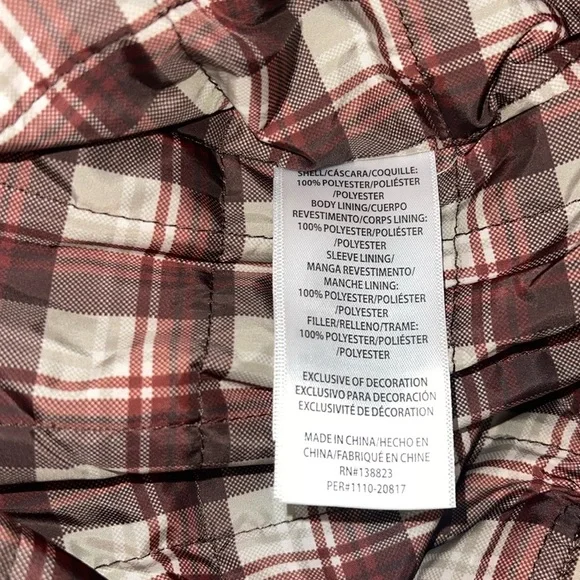 SHELL/CÁSCARA/COQUILLE:
100% POLYESTER/POLIÉSTER
/POLYESTER
BODY LINING/CUERPO
REVESTIMIENTO/CORPS LINING:
100% POLYESTER/POLIÉSTER
/POLYESTER
SLEEVE LINING/
MANGA REVESTIMIENTO/
MANCHE LINING:
100% POLYESTER/POLIÉSTER
/POLYESTER
FILLER/RELLENO/TRAME:
100% POLYESTER/POLIÉSTER
/POLYESTER
EXCLUSIVE OF DECORATION
EXCLUSIVO PARA DECORACIÓN
EXCLUSIVITÉ DE DÉCORATION
MADE IN CHINA/HECHO EN
CHINA/FABRIQUÉ EN CHINE
RN#138823
PER#1110-20817